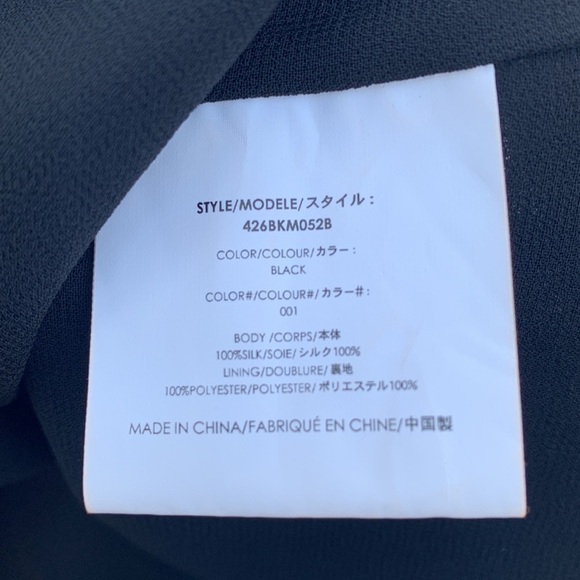 STYLE/MODELE/スタイル :
426BKM052B
COLOR/COLOUR/カラー :
BLACK
COLOR#/COLOUR#/カラー# :
001
BODY /CORPS/本体
100%SILK/SOIE/シルク100%
LINING/DOUBLURE/裏地
100%POLYESTER/POLYESTER/ポリエステル100%
MADE IN CHINA/FABRIQUÉ EN CHINE/中国製